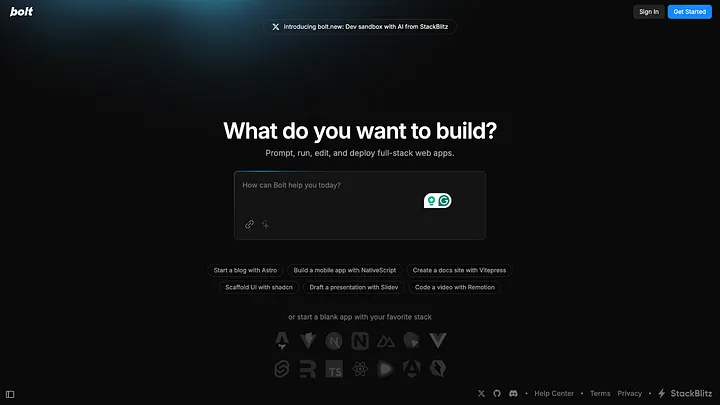 bolt
Sign In
Get Started
Introducing bolt.new: Dev sandbox with AI from StackBlitz
What do you want to build?
Prompt, run, edit, and deploy full-stack web apps.
How can Bolt help you today?
Start a blog with Astro
Build a mobile app with NativeScript
Create a docs site with Vitepress
Scaffold UI with shadcn
Draft a presentation with Slidev
Code a video with Remotion
or start a blank app with your favorite stack
TS
Help Center • Terms Privacy • StackBlitz